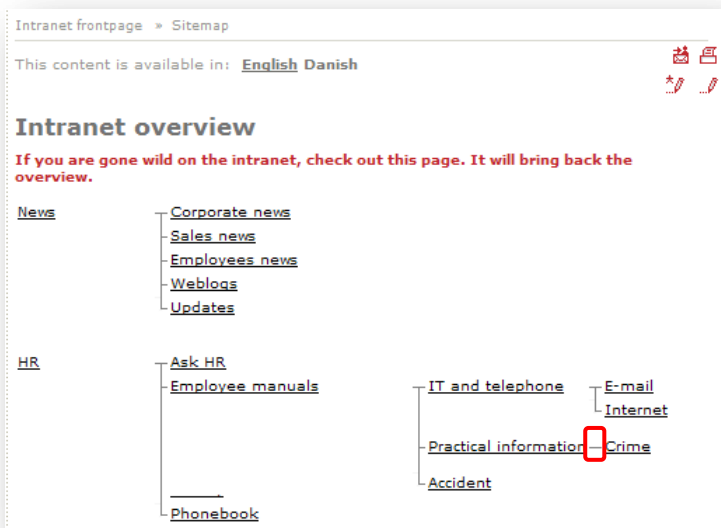 Intranet frontpage » Sitemap
This content is available in: English Danish
Intranet overview
If you are gone wild on the intranet, check out this page. It will bring back the
overview.
News
Corporate news
Sales news
Employees news
Weblogs
Updates
HR
Ask HR
Employee manuals
IT and telephone
E-mail
Internet
Practical information
Crime
Accident
Phonebook